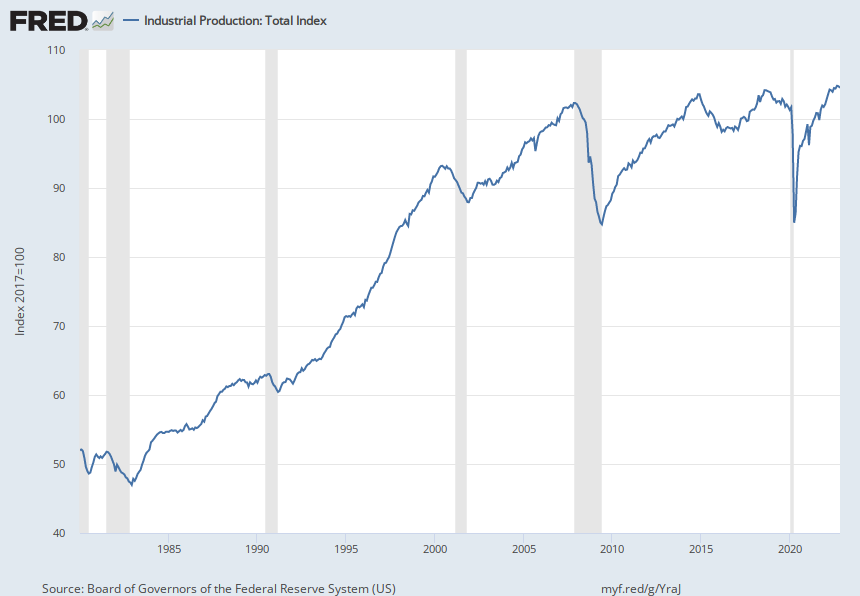 FRED
Industrial Production: Total Index
110
100
90
80
70
60
50
40
Index 2017=100
1985 1990 1995 2000 2005 2010 2015 2020
Source: Board of Governors of the Federal Reserve System (US) myf.red/g/YraJ